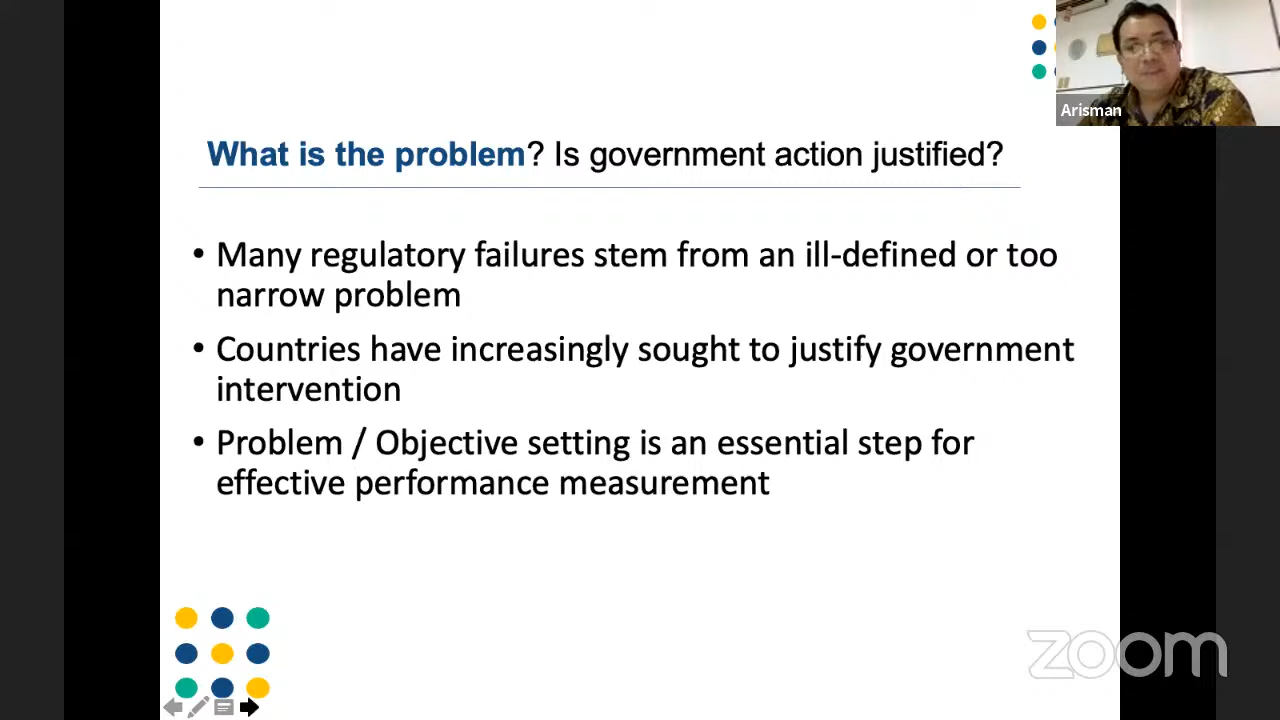 Arisman
What is the problem? Is government action justified?
• Many regulatory failures stem from an ill-defined or too
narrow problem
• Countries have increasingly sought to justify government
intervention
• Problem / Objective setting is an essential step for
effective performance measurement
zoom